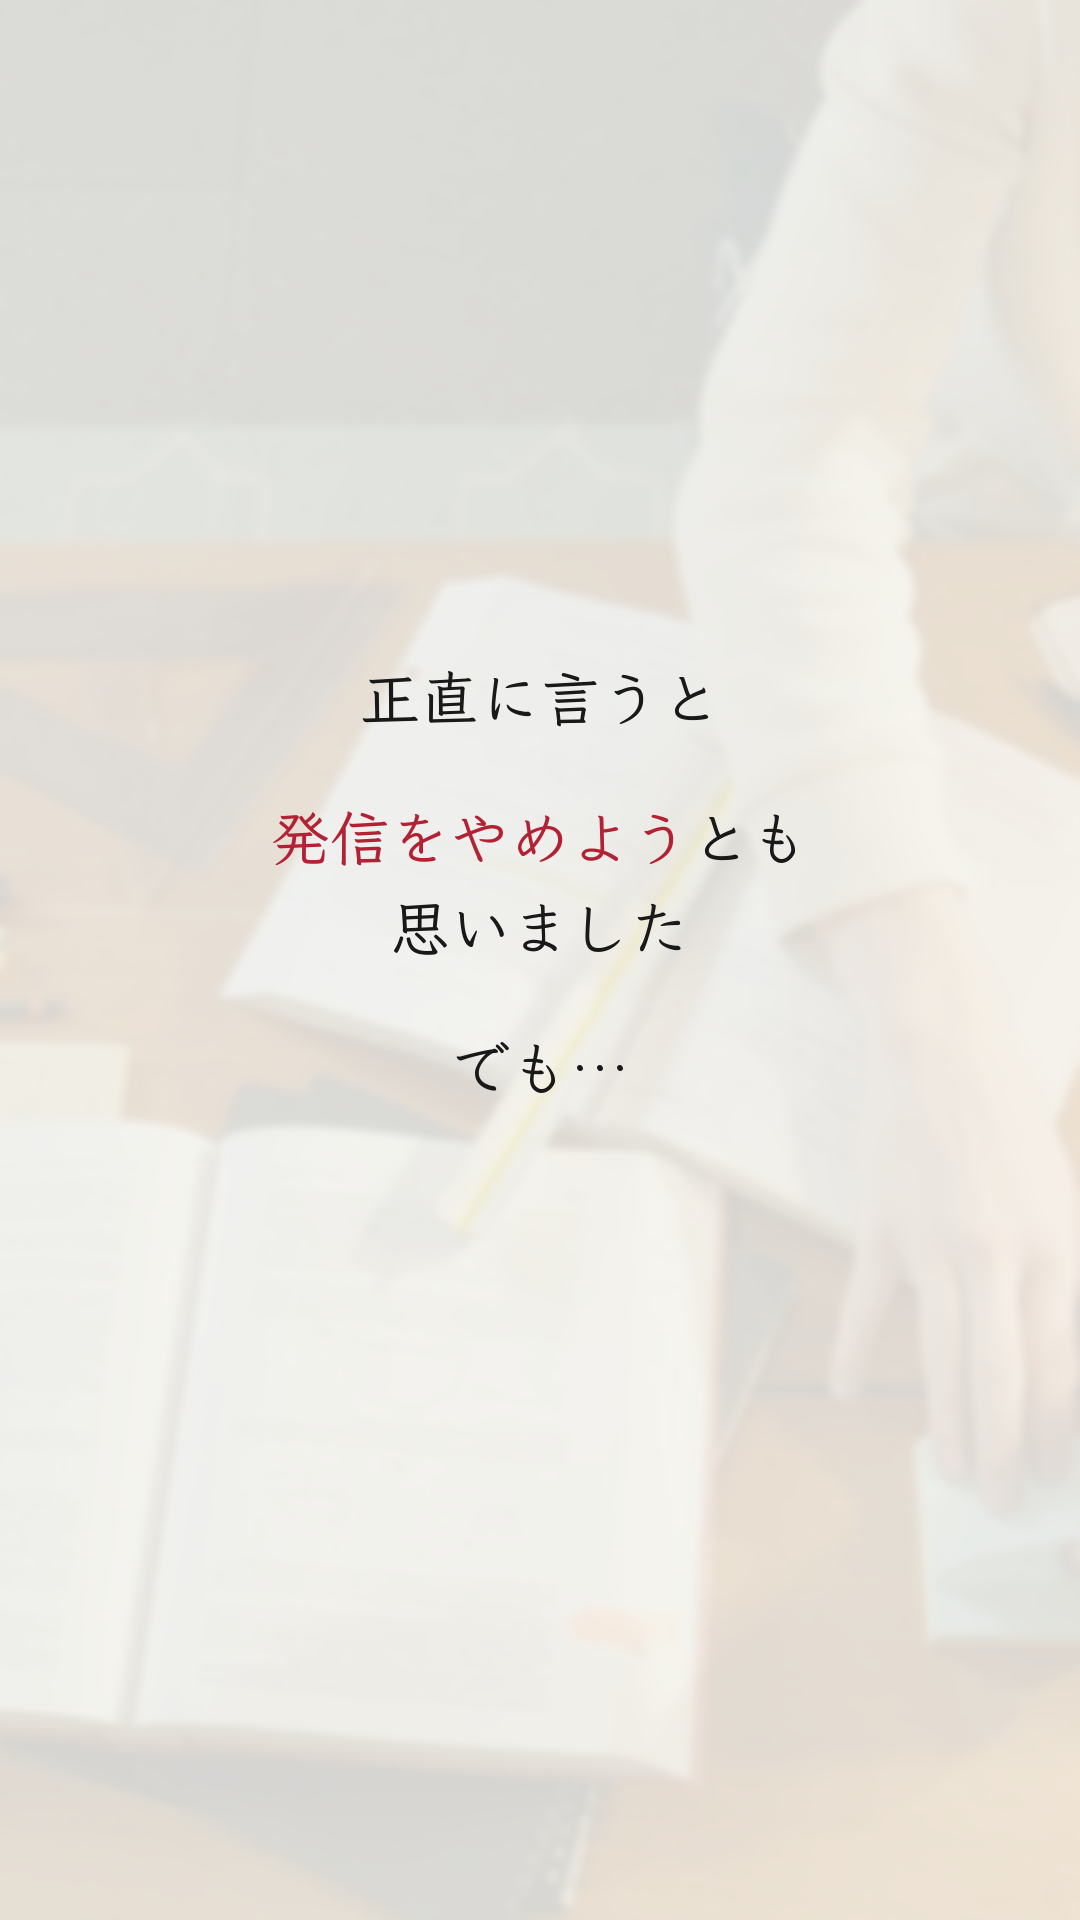 正直に言うと
発信をやめようとも
思いました
でも…